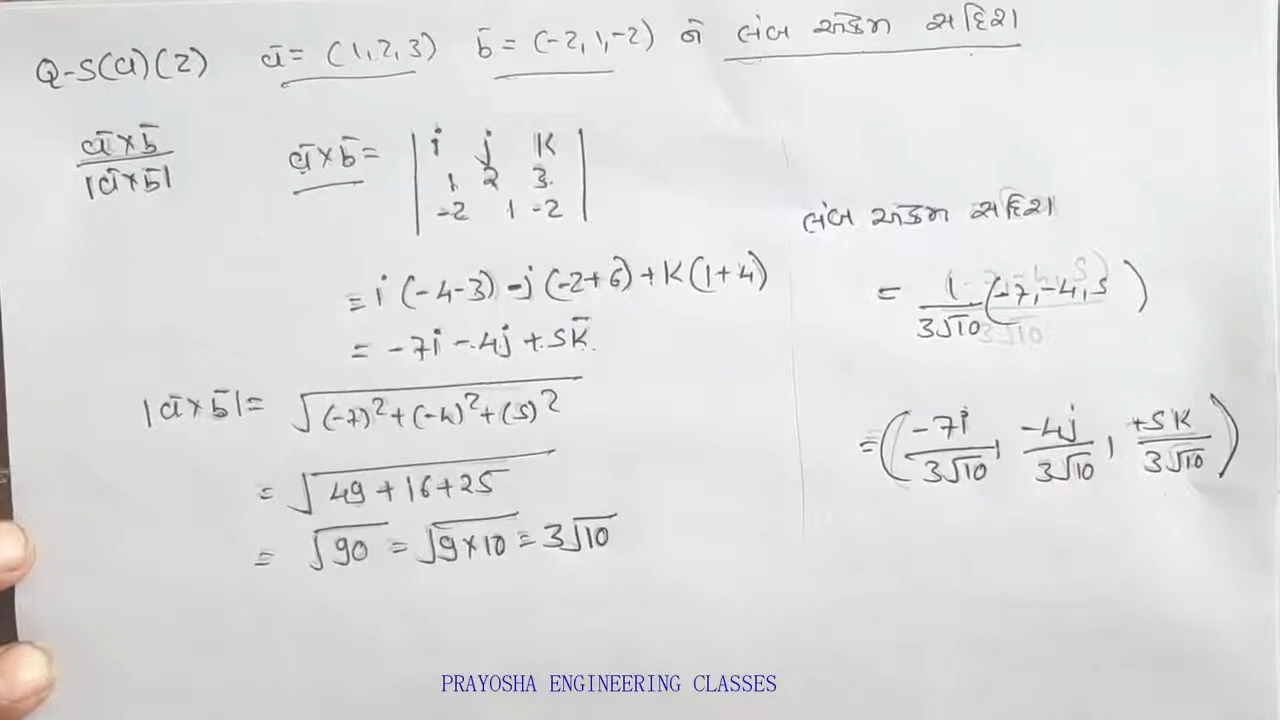 Q-5(a)(2) ā = (1,2,3) b̄ = (-2,1,-2) ને લંબ એકમ સદિશ
ā×b̄ / |ā×b̄|
ā×b̄ = | i j k |
| 1 2 3 |
| -2 1 -2 |
= i (-4-3) - j (-2+6) + k (1+4)
= -7i - 4j + 5k̄
|ā×b̄| = √((-7)² + (-4)² + (5)²)
= √(49+16+25)
= √90 = √(9×10) = 3√10
લંબ એકમ સદિશ
= 1/3√10 (-7, -4, 5)
= (-7i/3√10, -4j/3√10, +5k/3√10)
PRAYOSHA ENGINEERING CLASSES